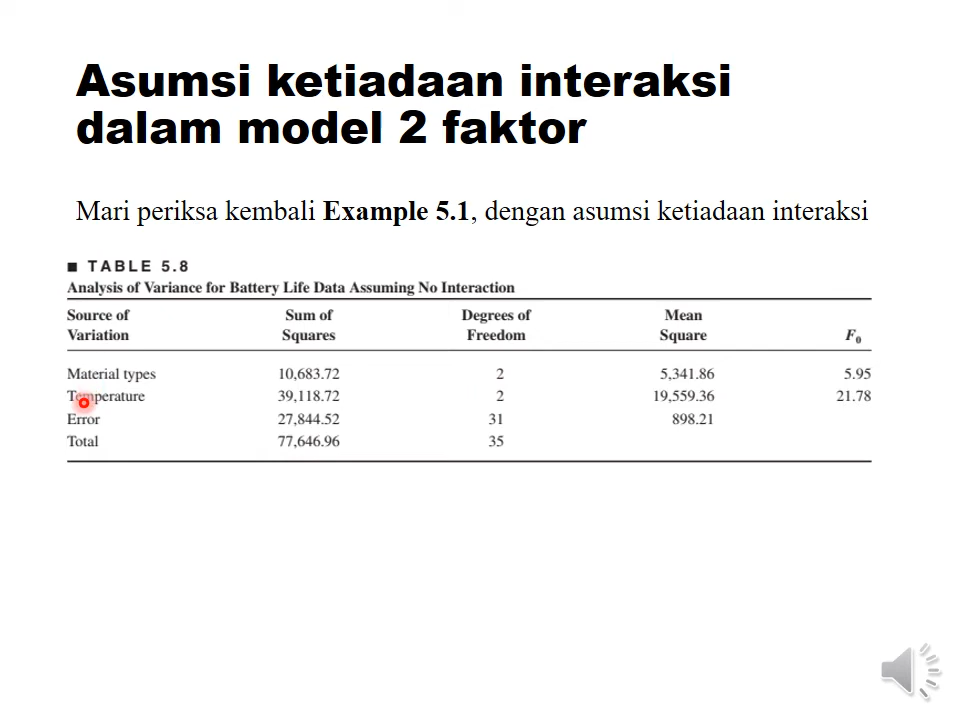 Asumsi ketiadaan interaksi
dalam model 2 faktor
Mari periksa kembali Example 5.1, dengan asumsi ketiadaan interaksi
■ TABLE 5.8
Analysis of Variance for Battery Life Data Assuming No Interaction
Source of Variation Sum of Squares Degrees of Freedom Mean Square F0
Material types 10,683.72 2 5,341.86 5.95
Temperature 39,118.72 2 19,559.36 21.78
Error 27,844.52 31 898.21
Total 77,646.96 35